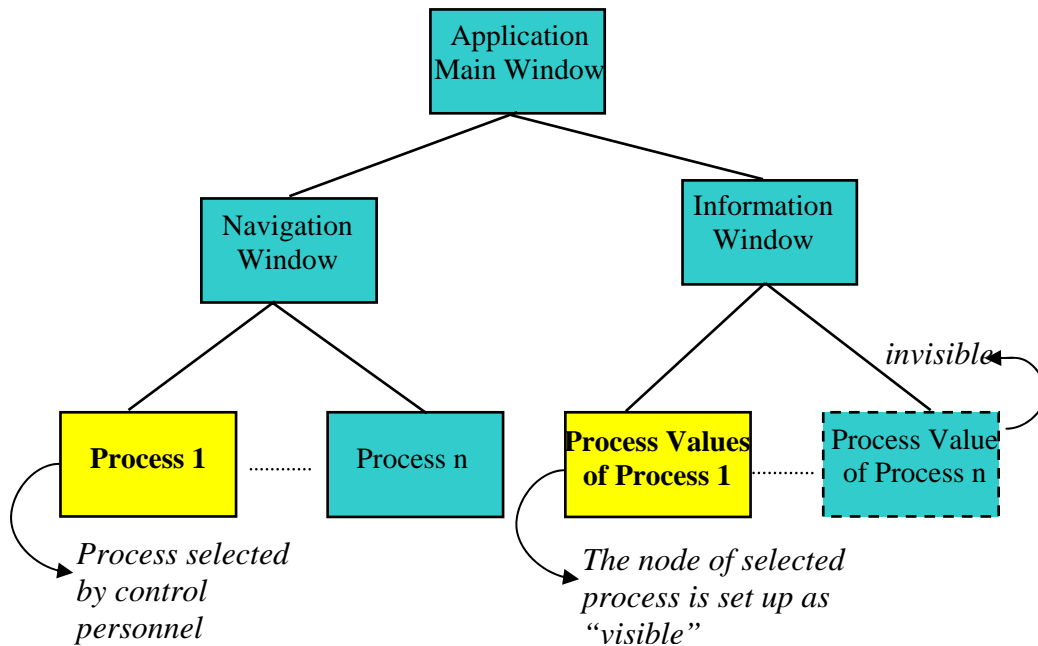 Application
Main Window
Navigation
Window
Information
Window
invisible
Process 1
Process n
Process Values
of Process 1
Process Value
of Process n
Process selected
by control
personnel
The node of selected
process is set up as
“visible”